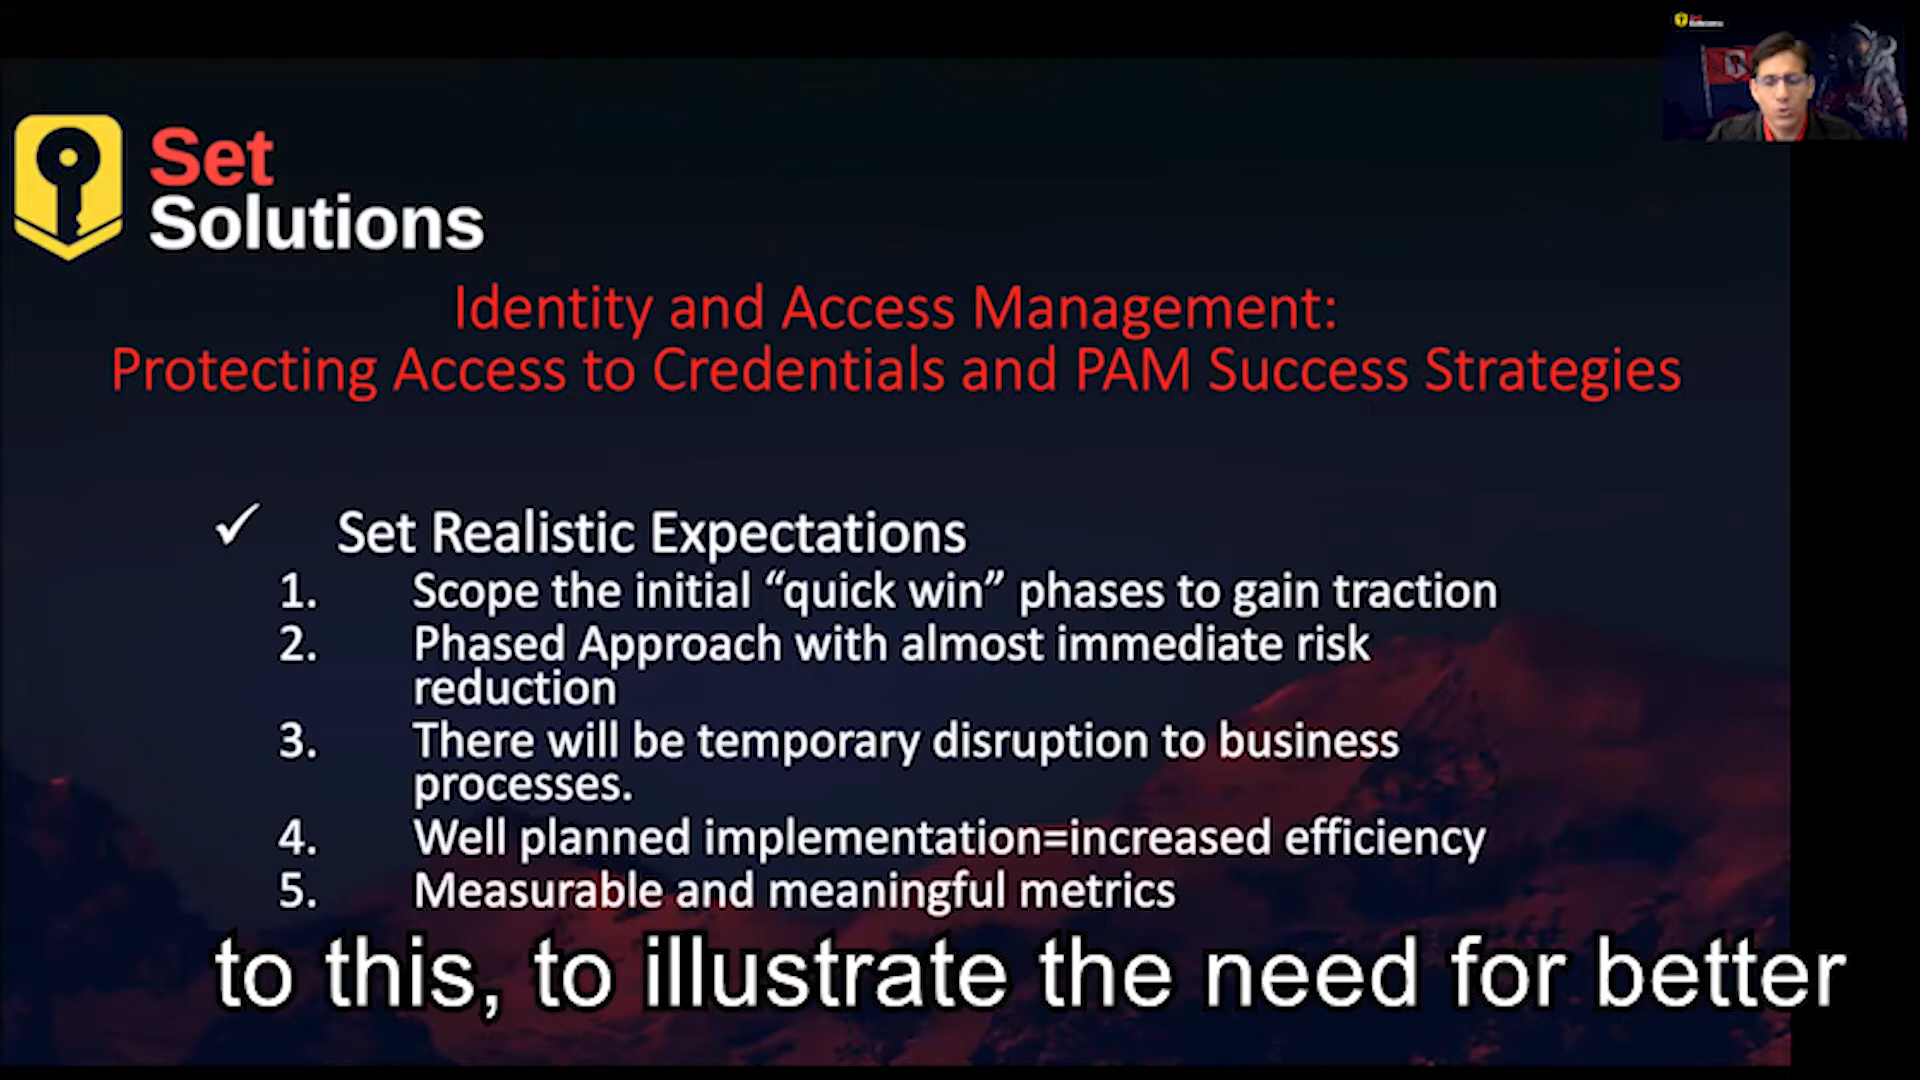 Set
Solutions
Identity and Access Management:
Protecting Access to Credentials and PAM Success Strategies
✓ Set Realistic Expectations
1. Scope the initial “quick win” phases to gain traction
2. Phased Approach with almost immediate risk
reduction
3. There will be temporary disruption to business
processes.
4. Well planned implementation=increased efficiency
5. Measurable and meaningful metrics
to this, to illustrate the need for better